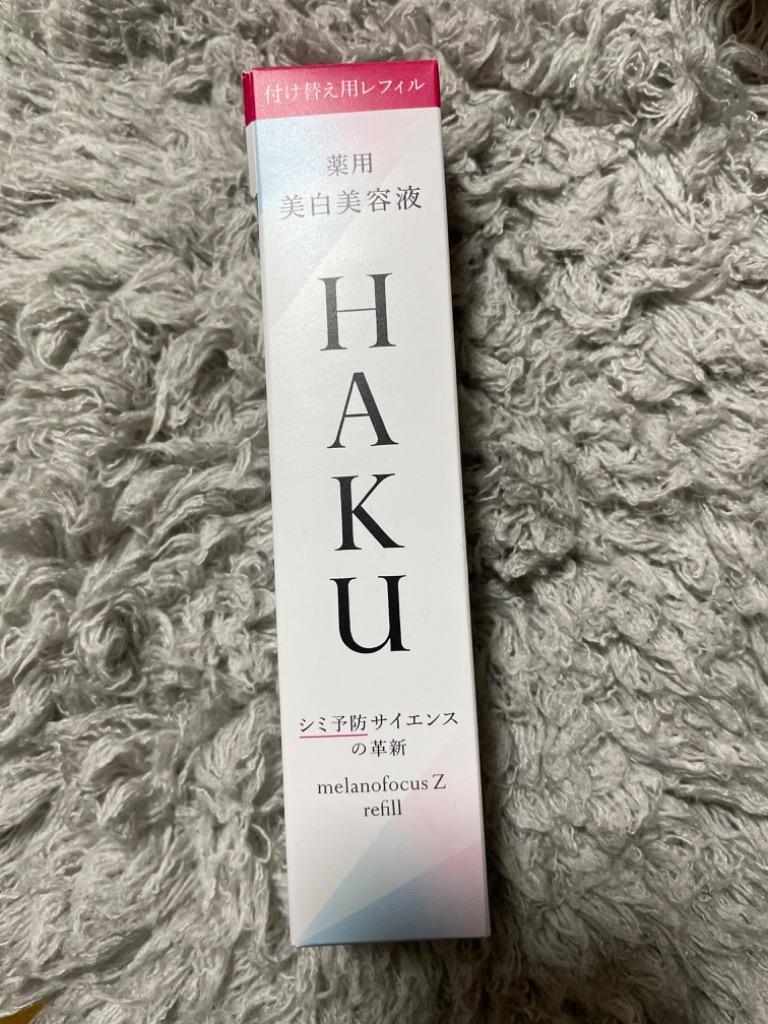 付け替え用レフィル
薬用
美白美容液
HAKU
シミ予防サイエンス
の革新
melanofocus Z
refill